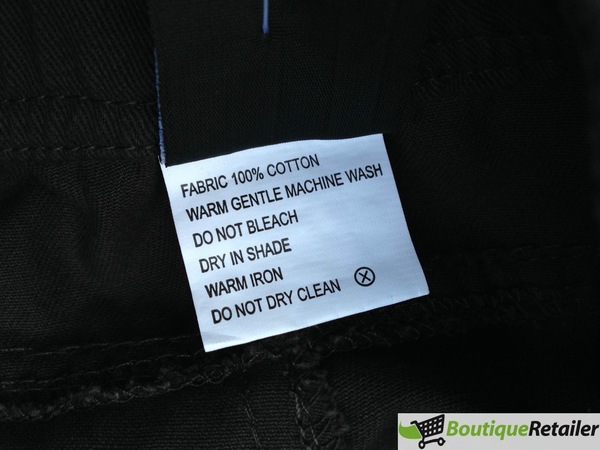 FABRIC 100% COTTON
WARM GENTLE MACHINE WASH
DO NOT BLEACH
DRY IN SHADE
WARM IRON
DO NOT DRY CLEAN
BoutiqueRetailer